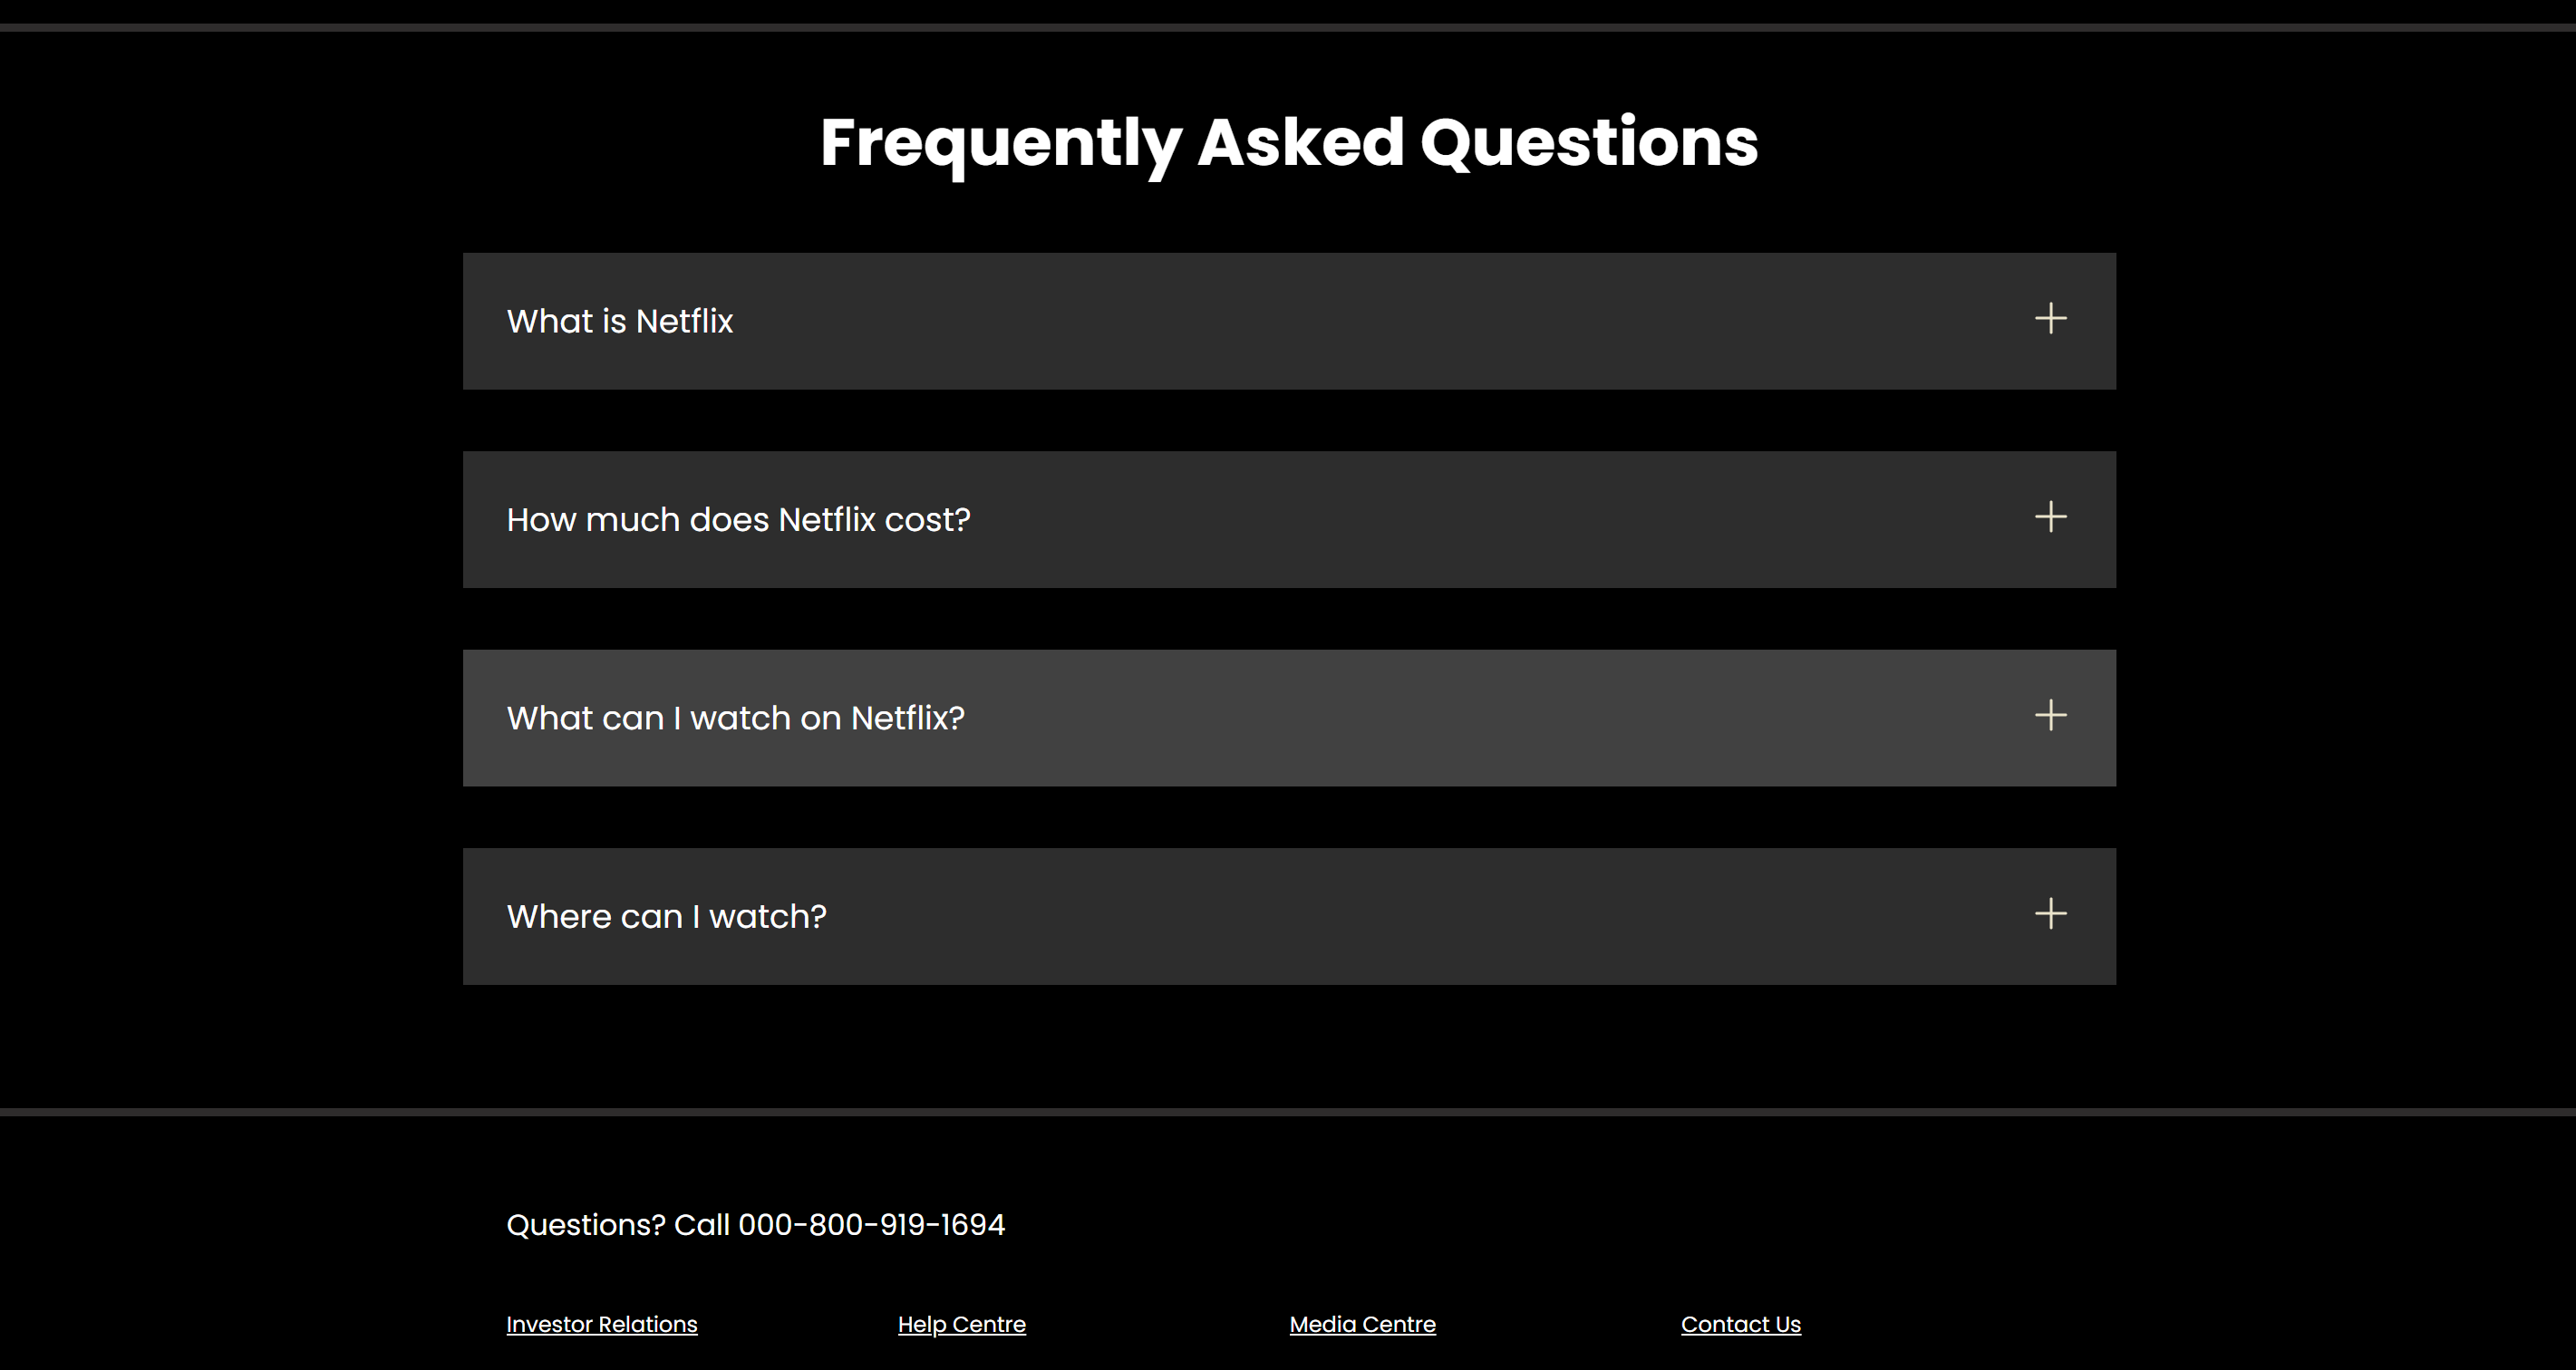 Frequently Asked Questions
What is Netflix
How much does Netflix cost?
What can I watch on Netflix?
Where can I watch?
Questions? Call 000-800-919-1694
Investor Relations Help Centre Media Centre Contact Us